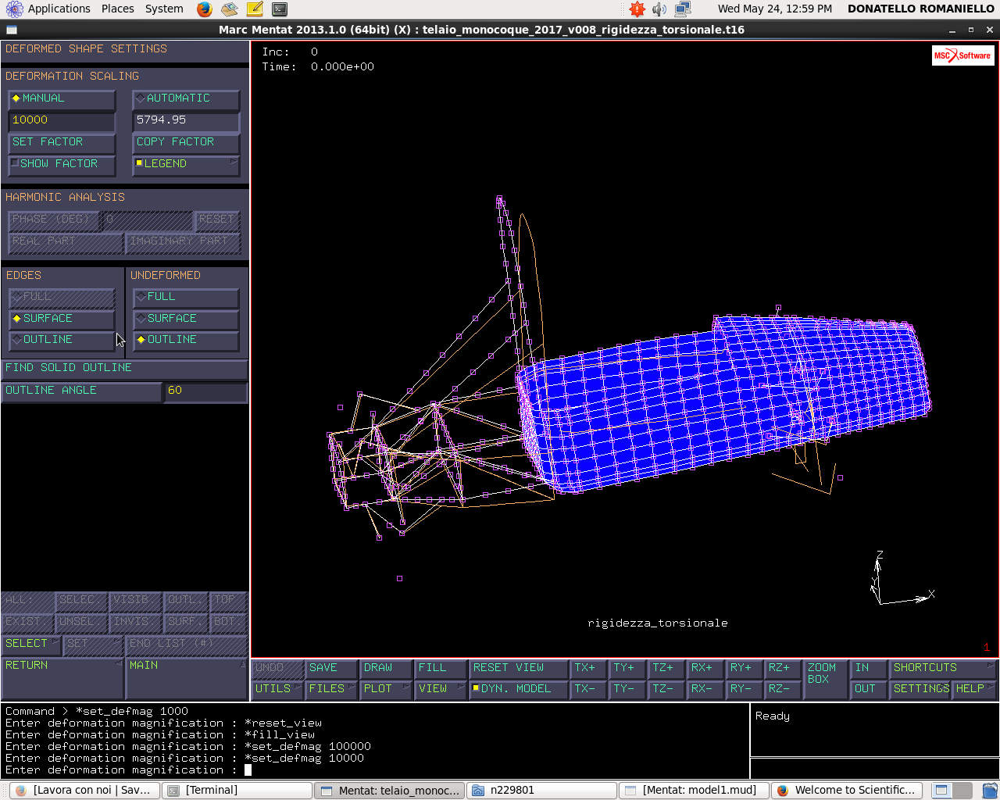 Applications Places System Wed May 24, 12:59 PM DONATELLO ROMANIELLO
Marc Mentat 2013.1.0 (64bit) (X) : telaio_monocoque_2017_v008_rigidezza_torsionale.t16
DEFORMED SHAPE SETTINGS
DEFORMATION SCALING
MANUAL AUTOMATIC
10000 5794.95
SET FACTOR COPY FACTOR
SHOW FACTOR LEGEND
HARMONIC ANALYSIS
PHASE (DEG) 0 RESET
REAL PART IMAGINARY PART
EDGES UNDEFORMED
FULL FULL
SURFACE SURFACE
OUTLINE OUTLINE
FIND SOLID OUTLINE
OUTLINE ANGLE 60
ALL: SELEC. VISIB. OUTL. TOP
EXIST. UNSEL. INVIS. SURF. BOT
SELECT SET END LIST (#)
RETURN MAIN
Inc: 0
Time: 0.000e+00
MSC Software
Z
Y
X
rigidezza_torsionale
1
UNDO SAVE DRAW FILL RESET VIEW TX+ TY+ TZ+ RX+ RY+ RZ+ ZOOM BOX IN SHORTCUTS
UTILS FILES PLOT VIEW DYN. MODEL TX- TY- TZ- RX- RY- RZ- OUT SETTINGS HELP
Command > *set_defmag 1000
Enter deformation magnification : *reset_view
Enter deformation magnification : *fill_view
Enter deformation magnification : *set_defmag 100000
Enter deformation magnification : *set_defmag 10000
Enter deformation magnification :
Ready
[Lavora con noi | Sav... [Terminal] Mentat: telaio_monoc... n229801 [Mentat: model1.mud] Welcome to Scientific...